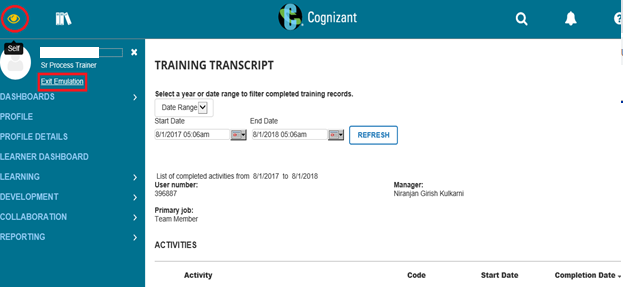 Cognizant
Self
Sr Process Trainer
Exit Emulation
DASHBOARDS
PROFILE
PROFILE DETAILS
LEARNER DASHBOARD
LEARNING
DEVELOPMENT
COLLABORATION
REPORTING
TRAINING TRANSCRIPT
Select a year or date range to filter completed training records.
Date Range
Start Date End Date
8/1/2017 05:06am 8/1/2018 05:06am REFRESH
List of completed activities from 8/1/2017 to 8/1/2018
User number: Manager:
396887 Niranjan Girish Kulkarni
Primary job:
Team Member
ACTIVITIES
Activity Code Start Date Completion Date